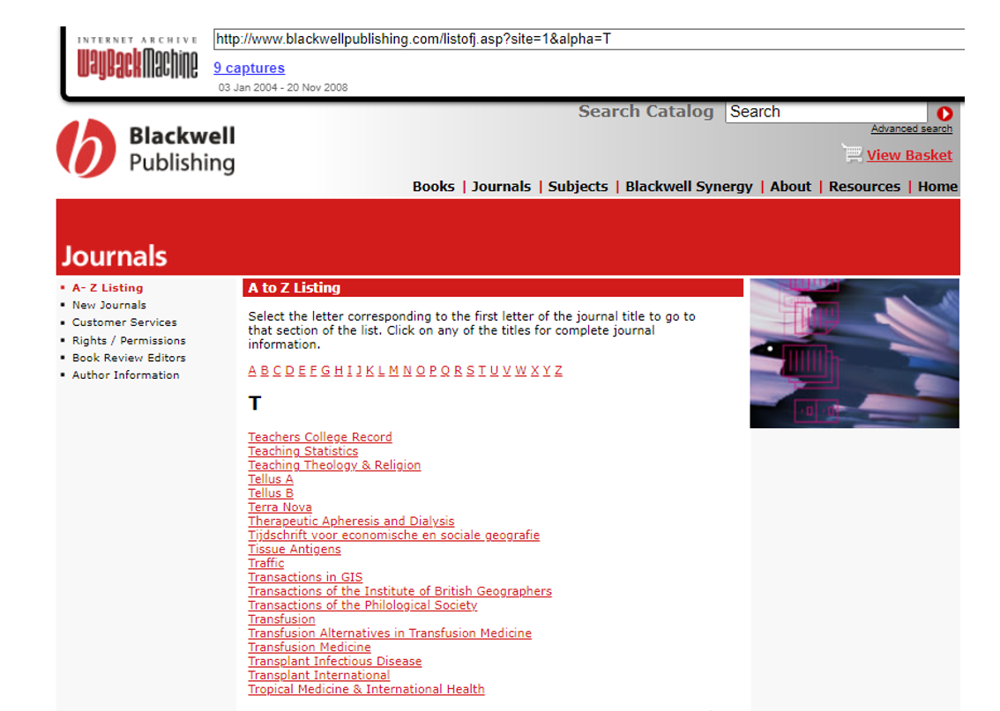 INTERNET ARCHIVE
WayBackMachine
http://www.blackwellpublishing.com/listofj.asp?site=1&alpha=T
9 captures
03 Jan 2004 - 20 Nov 2008
Blackwell
Publishing
Search Catalog Search
Advanced search
View Basket
Books | Journals | Subjects | Blackwell Synergy | About | Resources | Home
Journals
A- Z Listing
New Journals
Customer Services
Rights / Permissions
Book Review Editors
Author Information
A to Z Listing
Select the letter corresponding to the first letter of the journal title to go to
that section of the list. Click on any of the titles for complete journal
information.
A B C D E F G H I J K L M N O P Q R S T U V W X Y Z
T
Teachers College Record
Teaching Statistics
Teaching Theology & Religion
Tellus A
Tellus B
Terra Nova
Therapeutic Apheresis and Dialysis
Tijdschrift voor economische en sociale geografie
Tissue Antigens
Traffic
Transactions in GIS
Transactions of the Institute of British Geographers
Transactions of the Philological Society
Transfusion
Transfusion Alternatives in Transfusion Medicine
Transfusion Medicine
Transplant Infectious Disease
Transplant International
Tropical Medicine & International Health